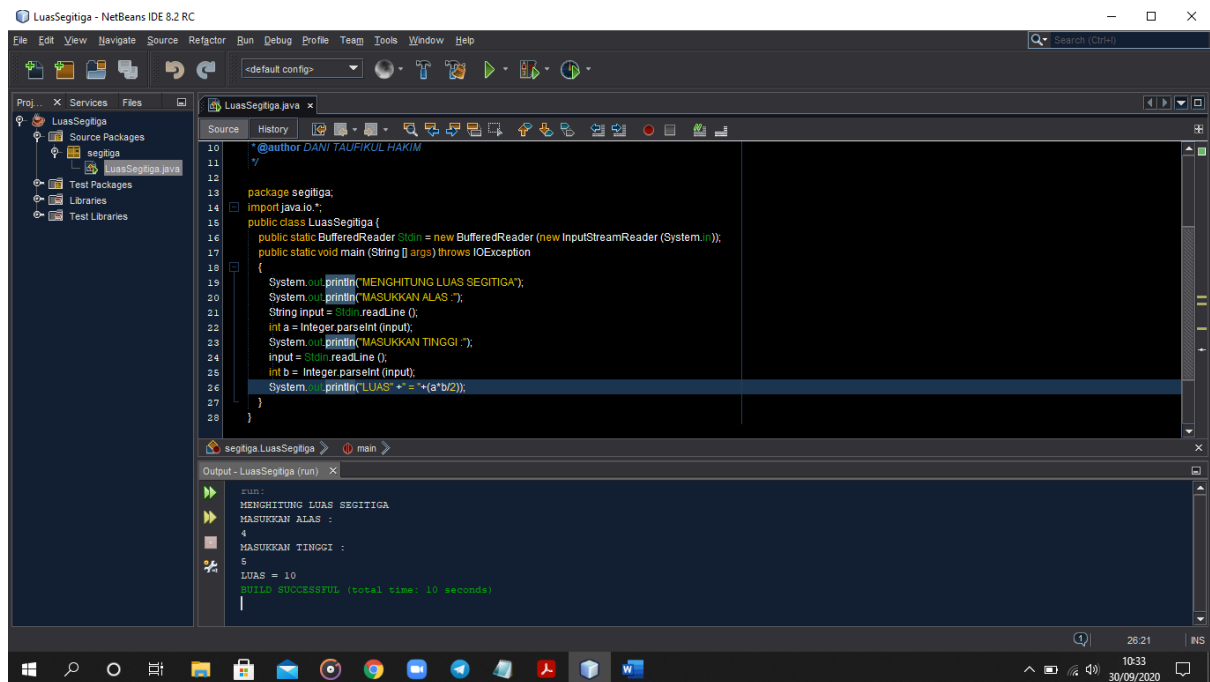 LuasSegitiga - NetBeans IDE 8.2 RC
File Edit View Navigate Source Refactor Run Debug Profile Team Tools Window Help
Search (Ctrl+I)
<default config>
Proj... Services Files
LuasSegitiga
Source Packages
segitiga
LuasSegitiga.java
Test Packages
Libraries
Test Libraries
LuasSegitiga.java
Source History
10 * @author DANI TAUFIKUL HAKIM
11 */
12
13 package segitiga;
14 import java.io.*;
15 public class LuasSegitiga {
16 public static BufferedReader Stdin = new BufferedReader (new InputStreamReader (System.in));
17 public static void main (String [] args) throws IOException
18 {
19 System.out.println("MENGHITUNG LUAS SEGITIGA");
20 System.out.println("MASUKKAN ALAS :");
21 String input = Stdin.readLine ();
22 int a = Integer.parseInt (input);
23 System.out.println("MASUKKAN TINGGI :");
24 input = Stdin.readLine ();
25 int b = Integer.parseInt (input);
26 System.out.println("LUAS" +" = "+(a*b/2));
27 }
28 }
segitiga.LuasSegitiga main
Output - LuasSegitiga (run)
run:
MENGHITUNG LUAS SEGITIGA
MASUKKAN ALAS :
4
MASUKKAN TINGGI :
5
LUAS = 10
BUILD SUCCESSFUL (total time: 10 seconds)
1 26:21 INS
10:33
30/09/2020